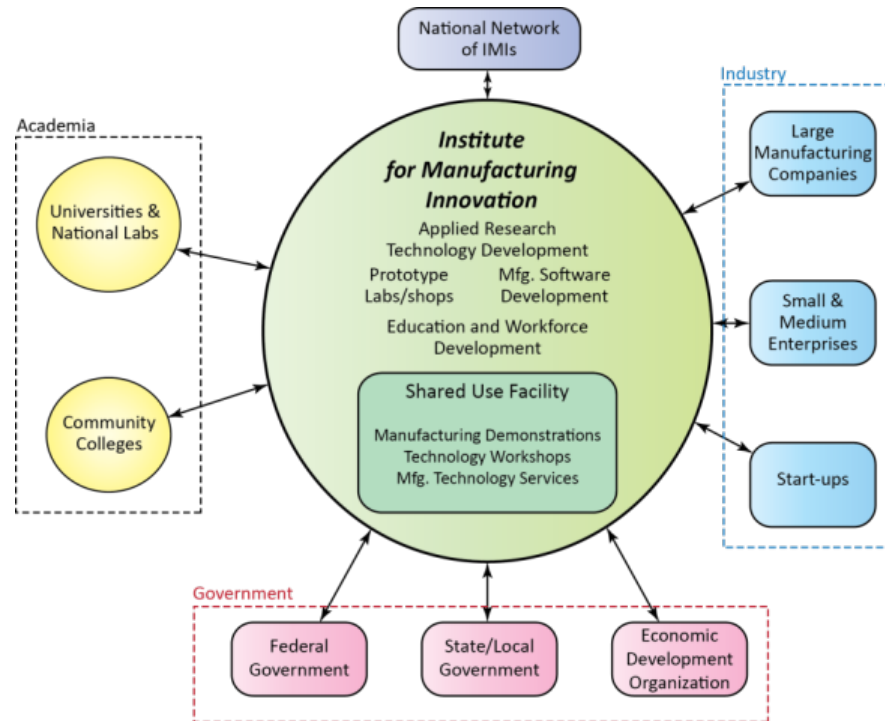 National Network
of IMIs
Industry
Academia
Institute
for Manufacturing
Innovation
Applied Research
Technology Development
Prototype
Labs/shops
Mfg. Software
Development
Education and Workforce
Development
Shared Use Facility
Manufacturing Demonstrations
Technology Workshops
Mfg. Technology Services
Universities &
National Labs
Community
Colleges
Large
Manufacturing
Companies
Small &
Medium
Enterprises
Start-ups
Government
Federal
Government
State/Local
Government
Economic
Development
Organization